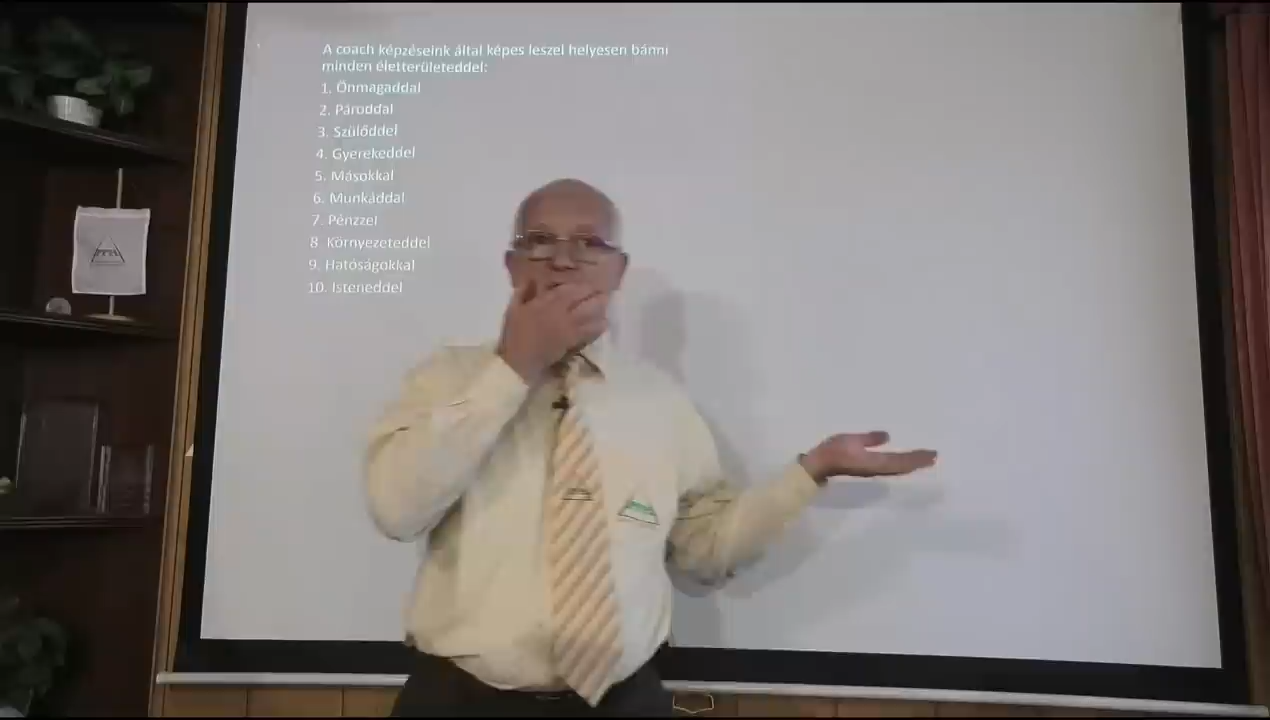 A coach képzéseink által képes leszel helyesen bánni
minden életterületeddel:
1. Önmagaddal
2. Pároddal
3. Szülőddel
4. Gyerekeddel
5. Másokkal
6. Munkáddal
7. Pénzzel
8 Környezeteddel
9. Hatóságokkal
10. Isteneddel